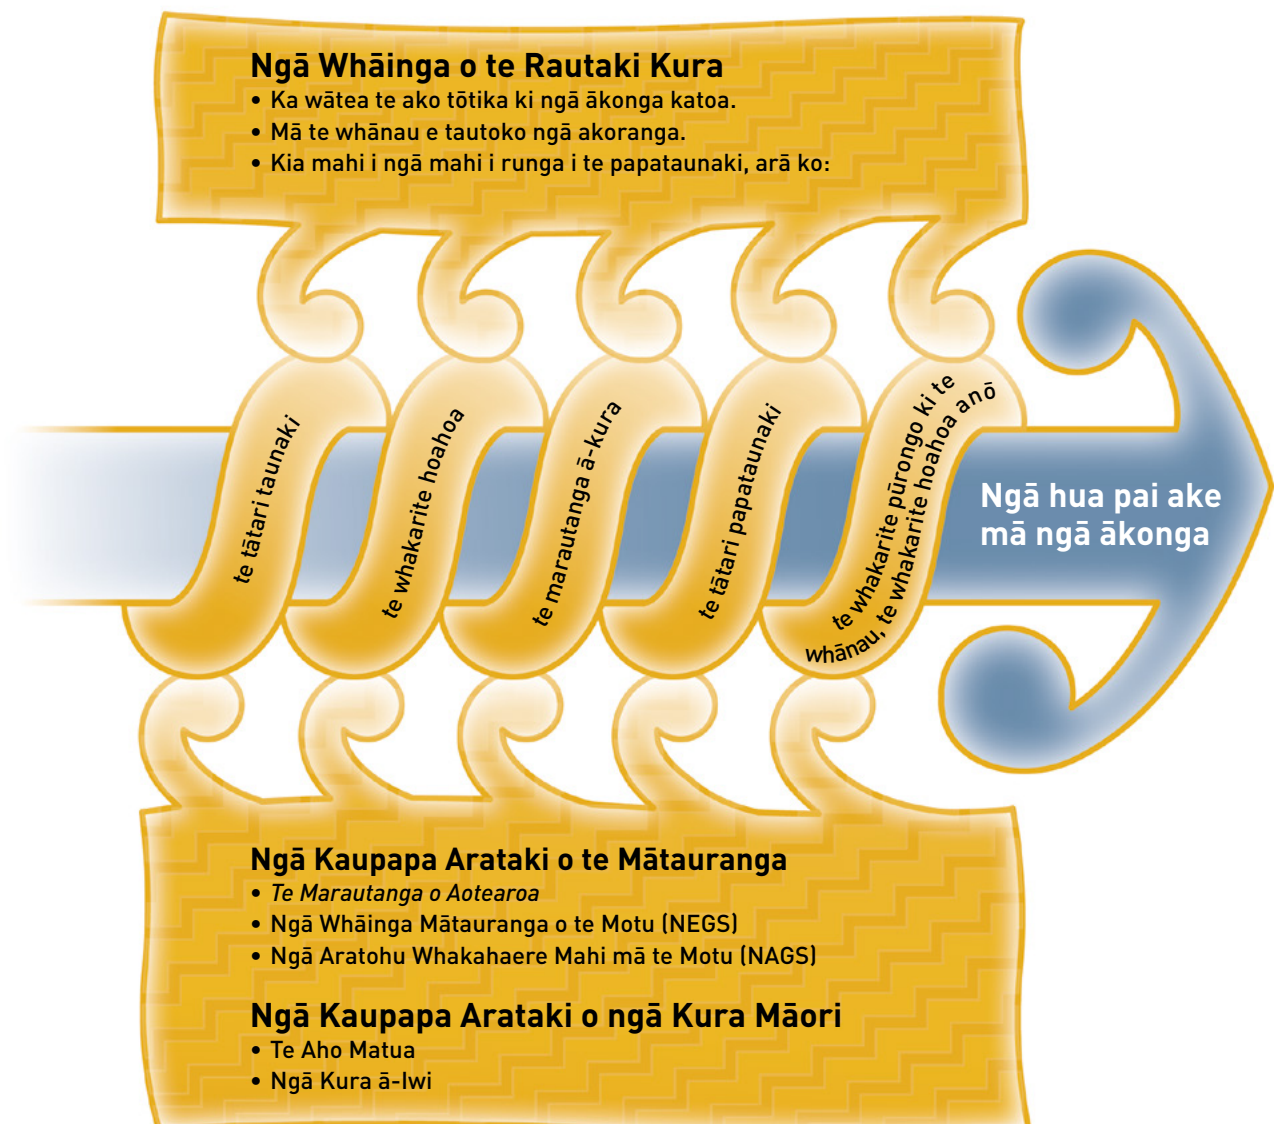 Ngā Whāinga o te Rautaki Kura
• Ka wātea te ako tōtika ki ngā ākonga katoa.
• Mā te whānau e tautoko ngā akoranga.
• Kia mahi i ngā mahi i runga i te papataunaki, arā ko:
te tātari taunaki
te whakarite hoahoa
te marautanga ā-kura
te tātari papataunaki
te whakarite pūrongo ki te
whānau, te whakarite hoahoa anō
Ngā hua pai ake
mā ngā ākonga
Ngā Kaupapa Arataki o te Mātauranga
• Te Marautanga o Aotearoa
• Ngā Whāinga Mātauranga o te Motu (NEGS)
• Ngā Aratohu Whakahaere Mahi mā te Motu (NAGS)
Ngā Kaupapa Arataki o ngā Kura Māori
• Te Aho Matua
• Ngā Kura ā-Iwi